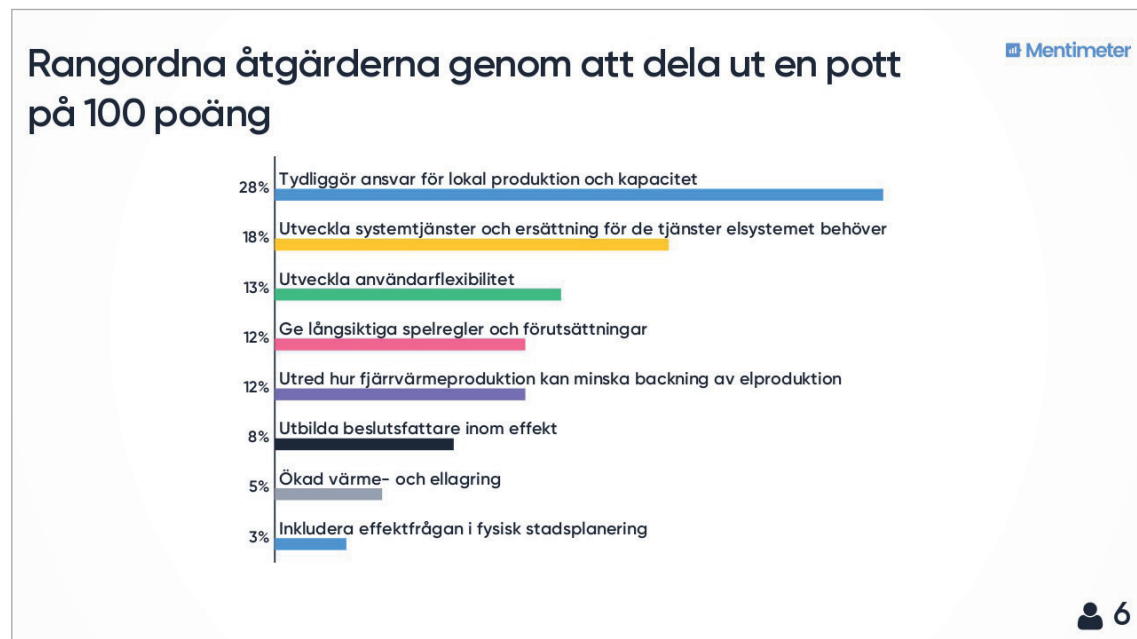 Rangordna åtgärderna genom att dela ut en pott
på 100 poäng
Mentimeter
Tydliggör ansvar för lokal produktion och kapacitet
28%
Utveckla systemtjänster och ersättning för de tjänster elsystemet behöver
18%
Utveckla användarflexibilitet
13%
Ge långsiktiga spelregler och förutsättningar
12%
Utred hur fjärrvärmeproduktion kan minska backning av elproduktion
12%
Utbilda beslutsfattare inom effekt
8%
Ökad värme- och ellagring
5%
Inkludera effektfrågan i fysisk stadsplanering
3%
6